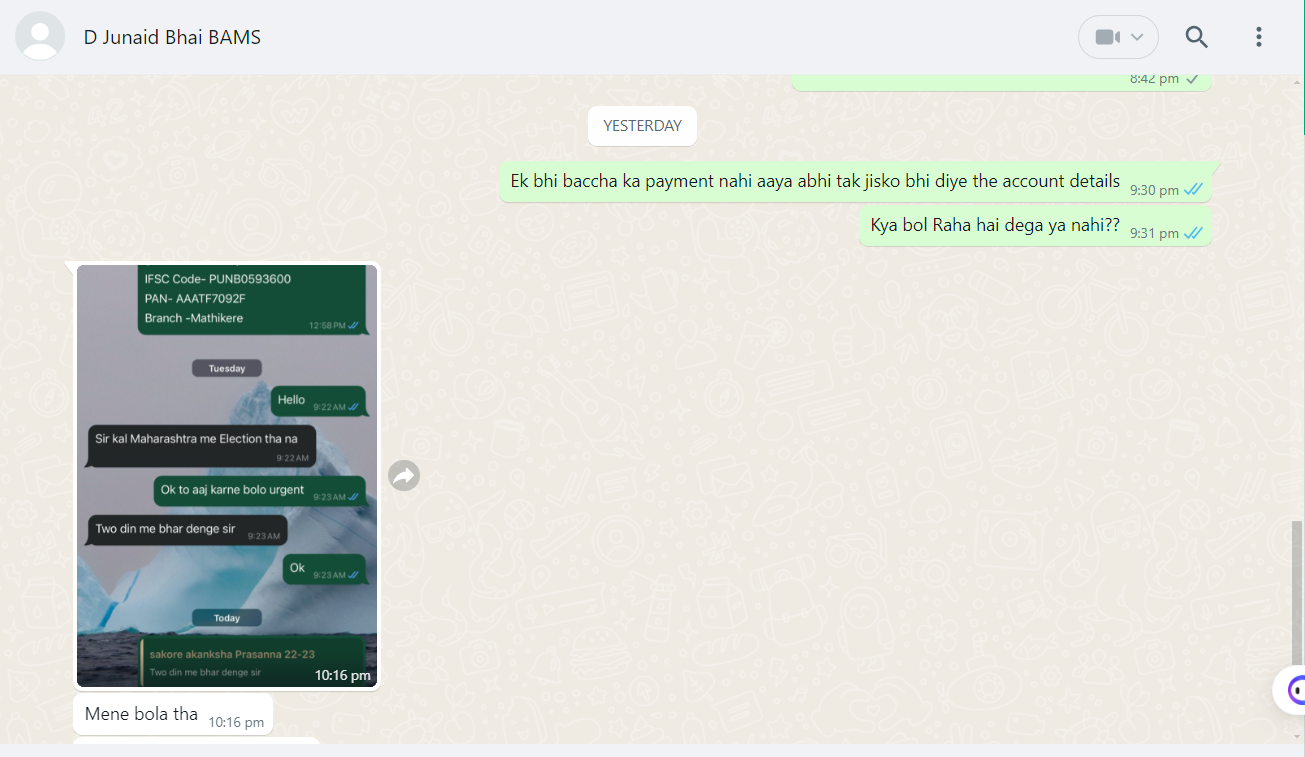 D Junaid Bhai BAMS
8:42 pm
YESTERDAY
Ek bhi baccha ka payment nahi aaya abhi tak jisko bhi diye the account details 9:30 pm
Kya bol Raha hai dega ya nahi?? 9:31 pm
IFSC Code- PUNB0593600
PAN- AAATF7092F
Branch -Mathikere
12:58 PM
Tuesday
Hello 9:22 AM
Sir kal Maharashtra me Election tha na
9:22 AM
Ok to aaj karne bolo urgent 9:23 AM
Two din me bhar denge sir 9:23 AM
Ok 9:23 AM
Today
sakore akanksha Prasanna 22-23
Two din me bhar denge sir
10:16 pm
Mene bola tha 10:16 pm